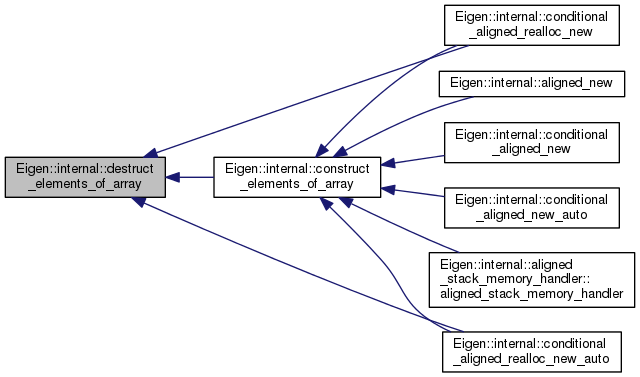 Eigen::internal::conditional
_aligned_realloc_new
Eigen::internal::aligned_new
Eigen::internal::conditional
_aligned_new
Eigen::internal::destruct
_elements_of_array
Eigen::internal::construct
_elements_of_array
Eigen::internal::conditional
_aligned_new_auto
Eigen::internal::aligned
_stack_memory_handler::
aligned_stack_memory_handler
Eigen::internal::conditional
_aligned_realloc_new_auto